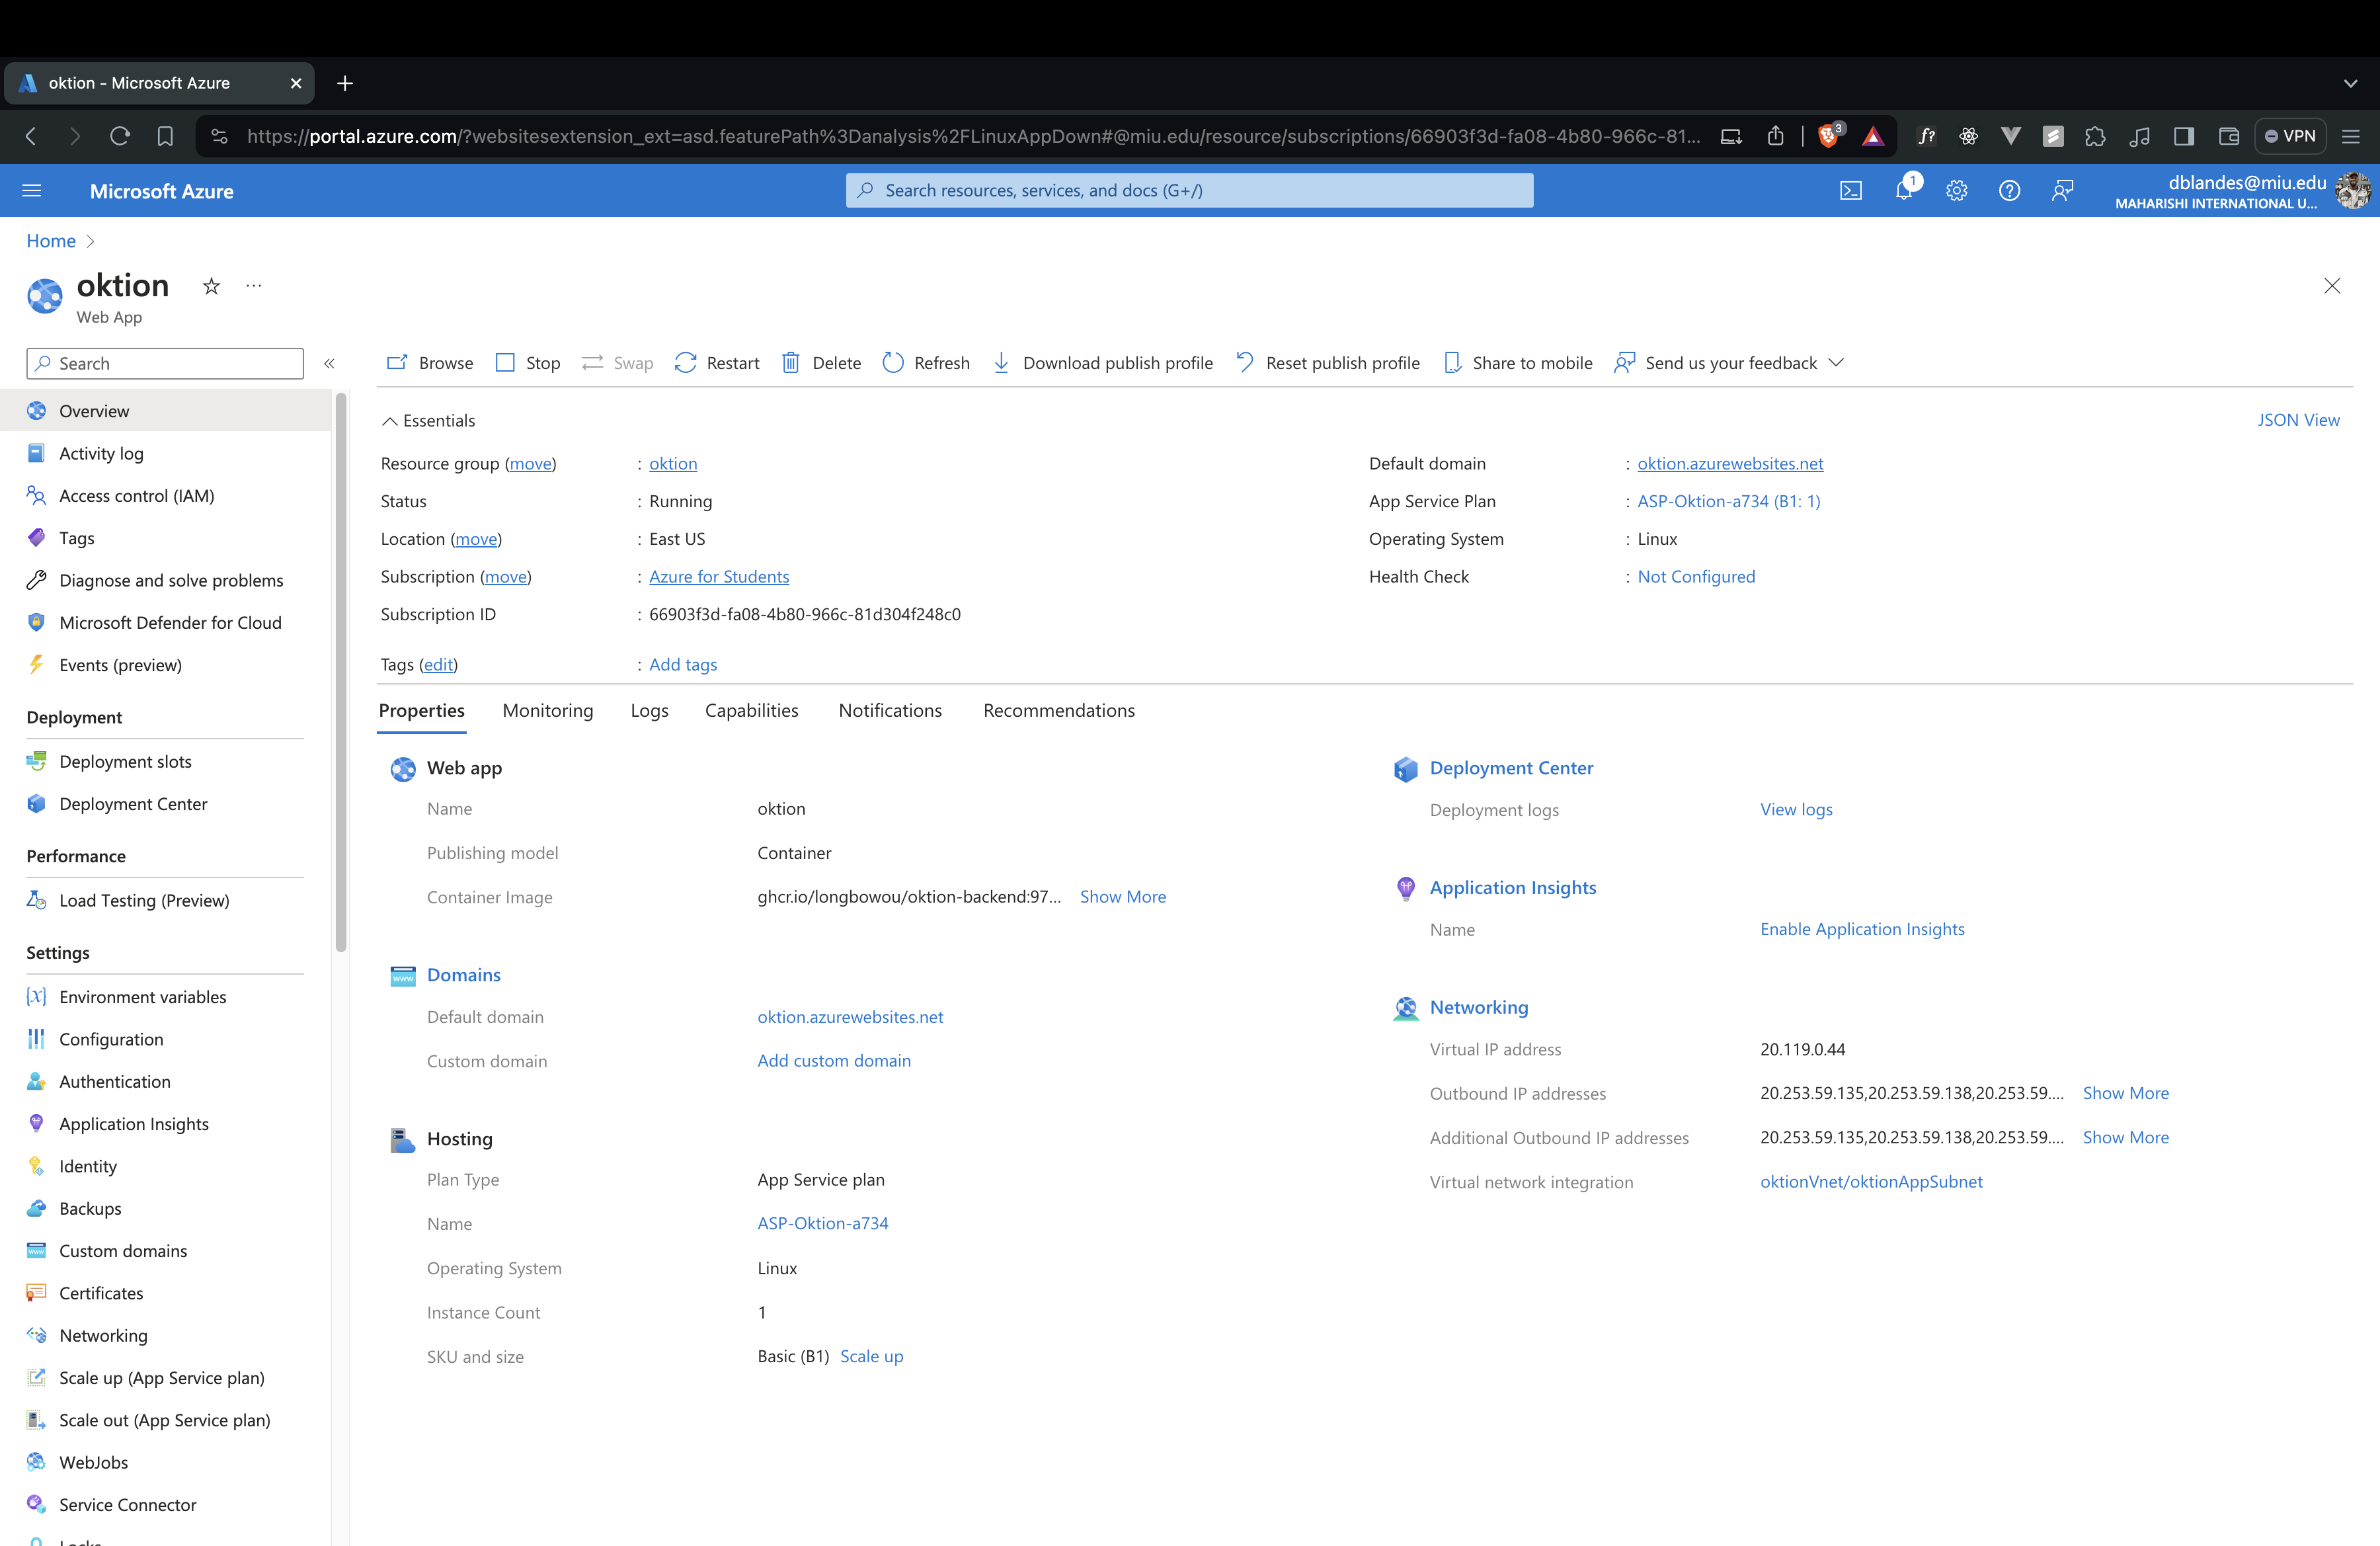 oktion - Microsoft Azure
https://portal.azure.com/?websitesextension_ext=asd.featurePath%3Danalysis%2FLinuxAppDown#@miu.edu/resource/subscriptions/66903f3d-fa08-4b80-966c-81...
3
f?
VPN
Microsoft Azure
Search resources, services, and docs (G+/)
1
dblandes@miu.edu
MAHARISHI INTERNATIONAL U...
Home
oktion
Web App
Search
Browse
Stop
Swap
Restart
Delete
Refresh
Download publish profile
Reset publish profile
Share to mobile
Send us your feedback
Overview
Activity log
Access control (IAM)
Tags
Diagnose and solve problems
Microsoft Defender for Cloud
Events (preview)
Deployment
Deployment slots
Deployment Center
Performance
Load Testing (Preview)
Settings
Environment variables
Configuration
Authentication
Application Insights
Identity
Backups
Custom domains
Certificates
Networking
Scale up (App Service plan)
Scale out (App Service plan)
WebJobs
Service Connector
Locks
Essentials
JSON View
Resource group (move) : oktion
Status : Running
Location (move) : East US
Subscription (move) : Azure for Students
Subscription ID : 66903f3d-fa08-4b80-966c-81d304f248c0
Tags (edit) : Add tags
Default domain : oktion.azurewebsites.net
App Service Plan : ASP-Oktion-a734 (B1: 1)
Operating System : Linux
Health Check : Not Configured
Properties
Monitoring
Logs
Capabilities
Notifications
Recommendations
Web app
Name oktion
Publishing model Container
Container Image ghcr.io/longbowou/oktion-backend:97... Show More
Domains
Default domain oktion.azurewebsites.net
Custom domain Add custom domain
Hosting
Plan Type App Service plan
Name ASP-Oktion-a734
Operating System Linux
Instance Count 1
SKU and size Basic (B1) Scale up
Deployment Center
Deployment logs View logs
Application Insights
Name Enable Application Insights
Networking
Virtual IP address 20.119.0.44
Outbound IP addresses 20.253.59.135,20.253.59.138,20.253.59.... Show More
Additional Outbound IP addresses 20.253.59.135,20.253.59.138,20.253.59.... Show More
Virtual network integration oktionVnet/oktionAppSubnet